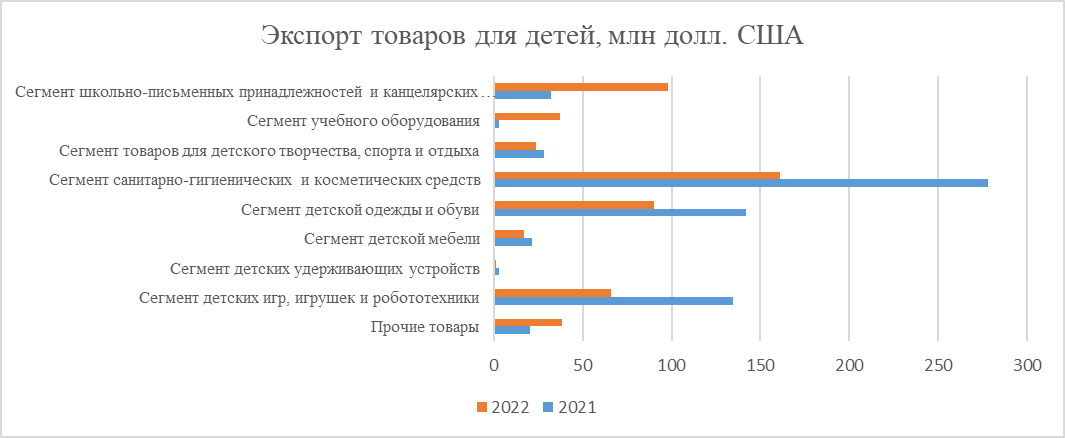 Экспорт товаров для детей, млн долл. США
Сегмент школьно-письменных принадлежностей и канцелярских …
Сегмент учебного оборудования
Сегмент товаров для детского творчества, спорта и отдыха
Сегмент санитарно-гигиенических и косметических средств
Сегмент детской одежды и обуви
Сегмент детской мебели
Сегмент детских удерживающих устройств
Сегмент детских игр, игрушек и робототехники
Прочие товары
0 50 100 150 200 250 300
2022 2021